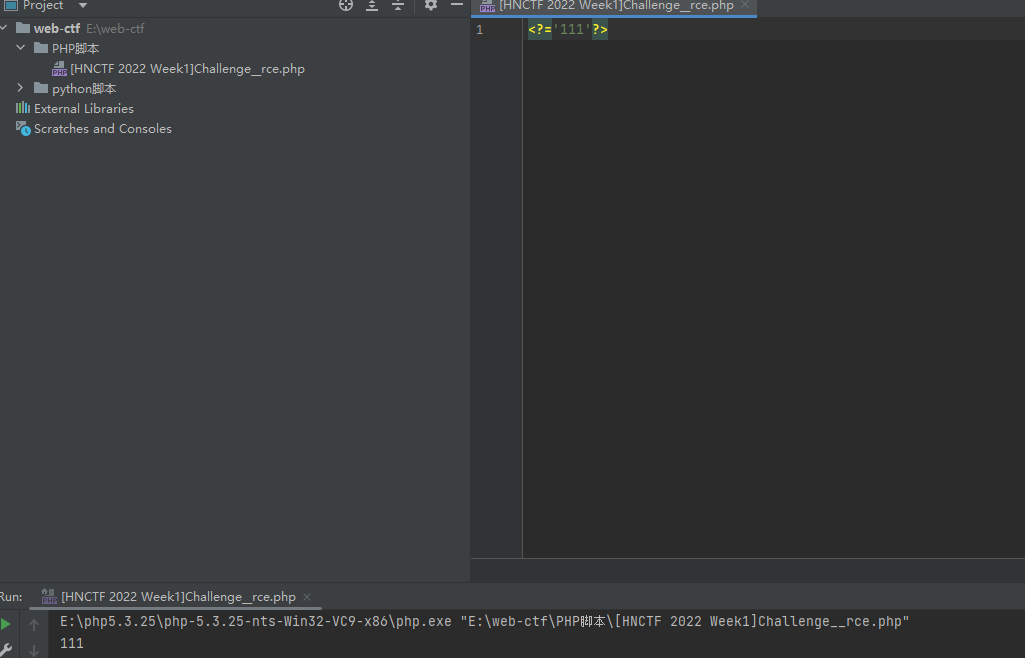 Project
[HNCTF 2022 Week1]Challenge__rce.php
web-ctf E:\web-ctf
PHP脚本
[HNCTF 2022 Week1]Challenge__rce.php
python脚本
External Libraries
Scratches and Consoles
1 <?='111'?>
Run: [HNCTF 2022 Week1]Challenge__rce.php
E:\php5.3.25\php-5.3.25-nts-Win32-VC9-x86\php.exe "E:\web-ctf\PHP脚本\[HNCTF 2022 Week1]Challenge__rce.php"
111